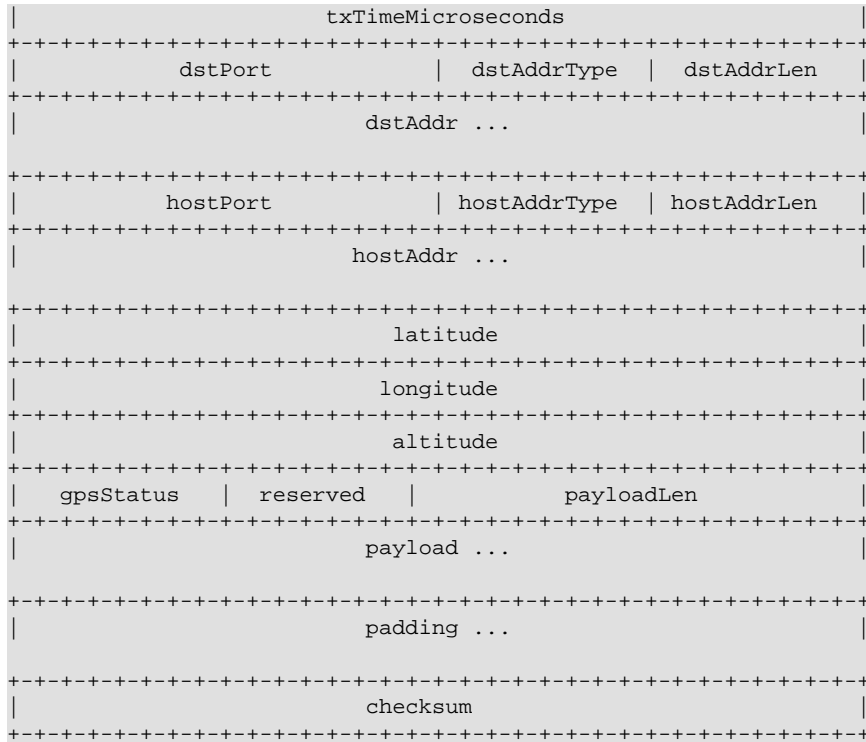 |                       txTimeMicroseconds                      |
+-+-+-+-+-+-+-+-+-+-+-+-+-+-+-+-+-+-+-+-+-+-+-+-+-+-+-+-+-+-+-+-+
|            dstPort            |  dstAddrType  |  dstAddrLen   |
+-+-+-+-+-+-+-+-+-+-+-+-+-+-+-+-+-+-+-+-+-+-+-+-+-+-+-+-+-+-+-+-+
|                          dstAddr ...                          |
+-+-+-+-+-+-+-+-+-+-+-+-+-+-+-+-+-+-+-+-+-+-+-+-+-+-+-+-+-+-+-+-+
|           hostPort            | hostAddrType  | hostAddrLen   |
+-+-+-+-+-+-+-+-+-+-+-+-+-+-+-+-+-+-+-+-+-+-+-+-+-+-+-+-+-+-+-+-+
|                         hostAddr ...                          |
+-+-+-+-+-+-+-+-+-+-+-+-+-+-+-+-+-+-+-+-+-+-+-+-+-+-+-+-+-+-+-+-+
|                            latitude                           |
+-+-+-+-+-+-+-+-+-+-+-+-+-+-+-+-+-+-+-+-+-+-+-+-+-+-+-+-+-+-+-+-+
|                           longitude                           |
+-+-+-+-+-+-+-+-+-+-+-+-+-+-+-+-+-+-+-+-+-+-+-+-+-+-+-+-+-+-+-+-+
|                            altitude                           |
+-+-+-+-+-+-+-+-+-+-+-+-+-+-+-+-+-+-+-+-+-+-+-+-+-+-+-+-+-+-+-+-+
|   gpsStatus   |  reserved   |           payloadLen            |
+-+-+-+-+-+-+-+-+-+-+-+-+-+-+-+-+-+-+-+-+-+-+-+-+-+-+-+-+-+-+-+-+
|                          payload ...                          |
+-+-+-+-+-+-+-+-+-+-+-+-+-+-+-+-+-+-+-+-+-+-+-+-+-+-+-+-+-+-+-+-+
|                          padding ...                          |
+-+-+-+-+-+-+-+-+-+-+-+-+-+-+-+-+-+-+-+-+-+-+-+-+-+-+-+-+-+-+-+-+
|                          checksum                             |
+-+-+-+-+-+-+-+-+-+-+-+-+-+-+-+-+-+-+-+-+-+-+-+-+-+-+-+-+-+-+-+-+